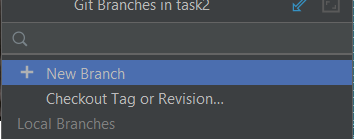 Git Branches in task2
New Branch
Checkout Tag or Revision...
Local Branches